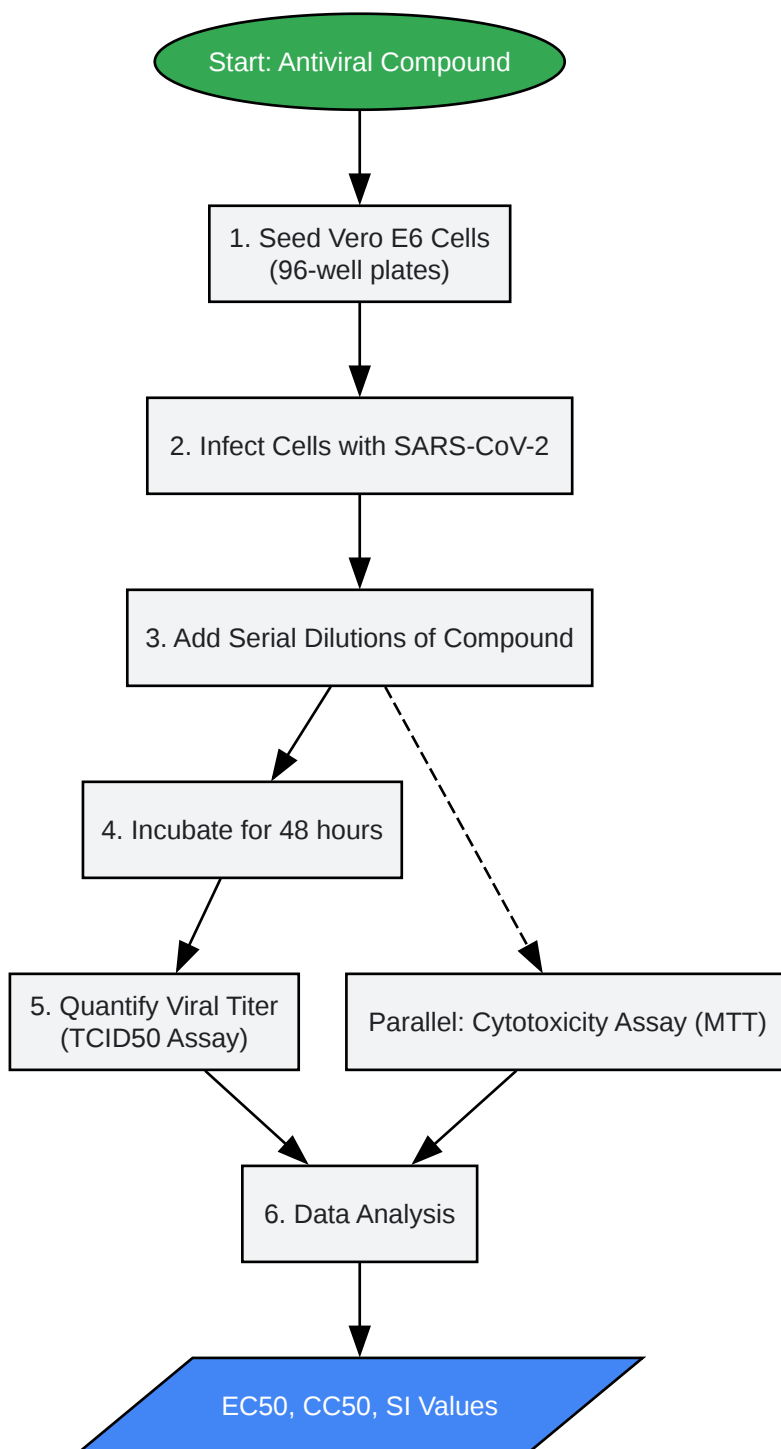 Start: Antiviral Compound
1. Seed Vero E6 Cells
(96-well plates)
2. Infect Cells with SARS-CoV-2
3. Add Serial Dilutions of Compound
4. Incubate for 48 hours
5. Quantify Viral Titer
(TCID50 Assay)
Parallel: Cytotoxicity Assay (MTT)
6. Data Analysis
EC50, CC50, SI Values